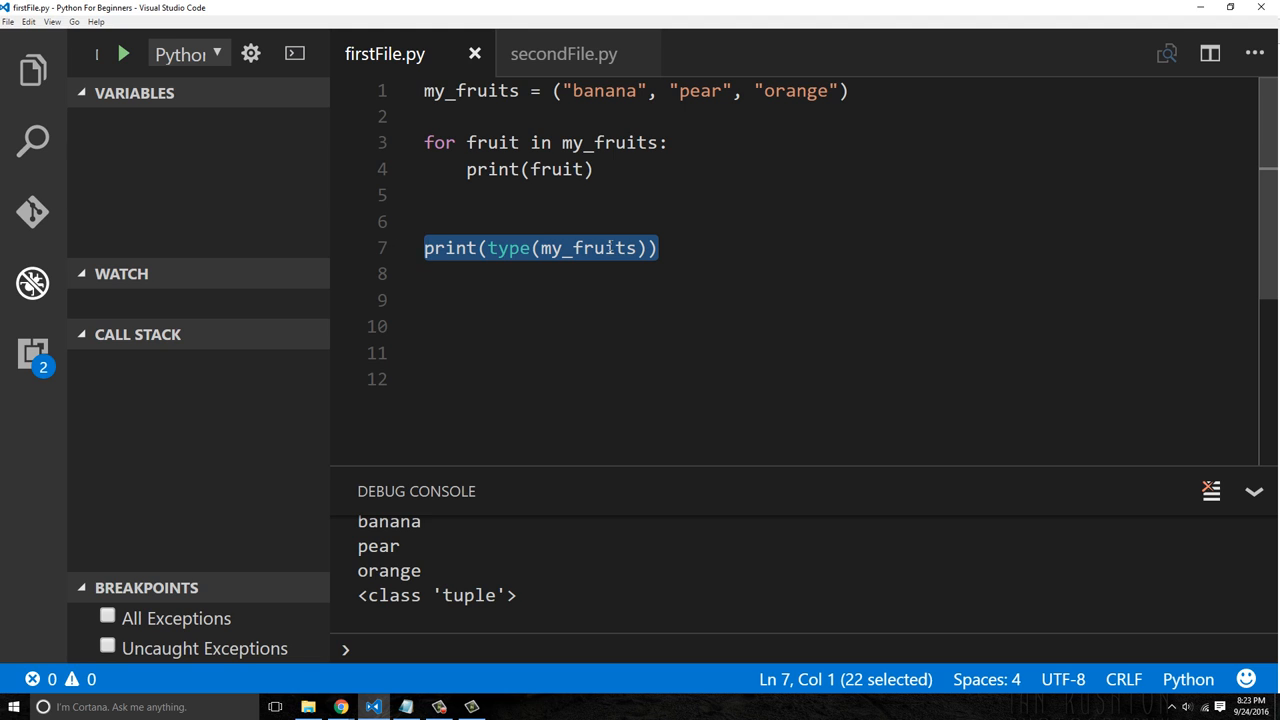 firstFile.py - Python For Beginners - Visual Studio Code
File Edit View Go Help
firstFile.py
secondFile.py
VARIABLES
WATCH
CALL STACK
BREAKPOINTS
All Exceptions
Uncaught Exceptions
2
1 my_fruits = ("banana", "pear", "orange")
2
3 for fruit in my_fruits:
4 print(fruit)
5
6
7 print(type(my_fruits))
8
9
10
11
12
DEBUG CONSOLE
banana
pear
orange
<class 'tuple'>
0 0 Ln 7, Col 1 (22 selected) Spaces: 4 UTF-8 CRLF Python
I'm Cortana. Ask me anything.
8:23 PM
9/24/2016